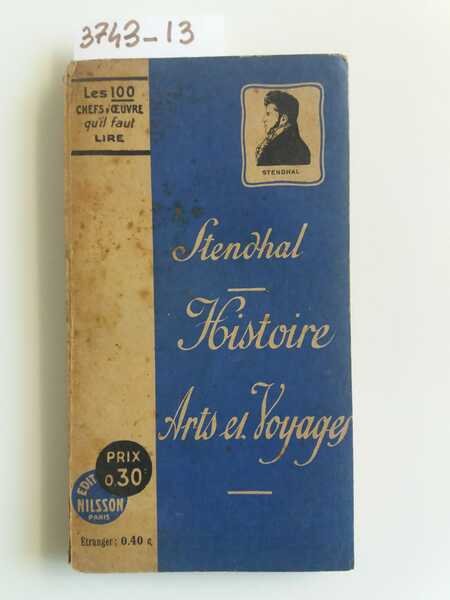 3743-13
Les 100
CHEFS D'ŒUVRE
qu'il faut
LIRE
STENDHAL
Stendhal
Histoire
Arts et Voyages
PRIX
0.30
EDIT
NILSSON
PARIS
Etranger; 0.40 c.